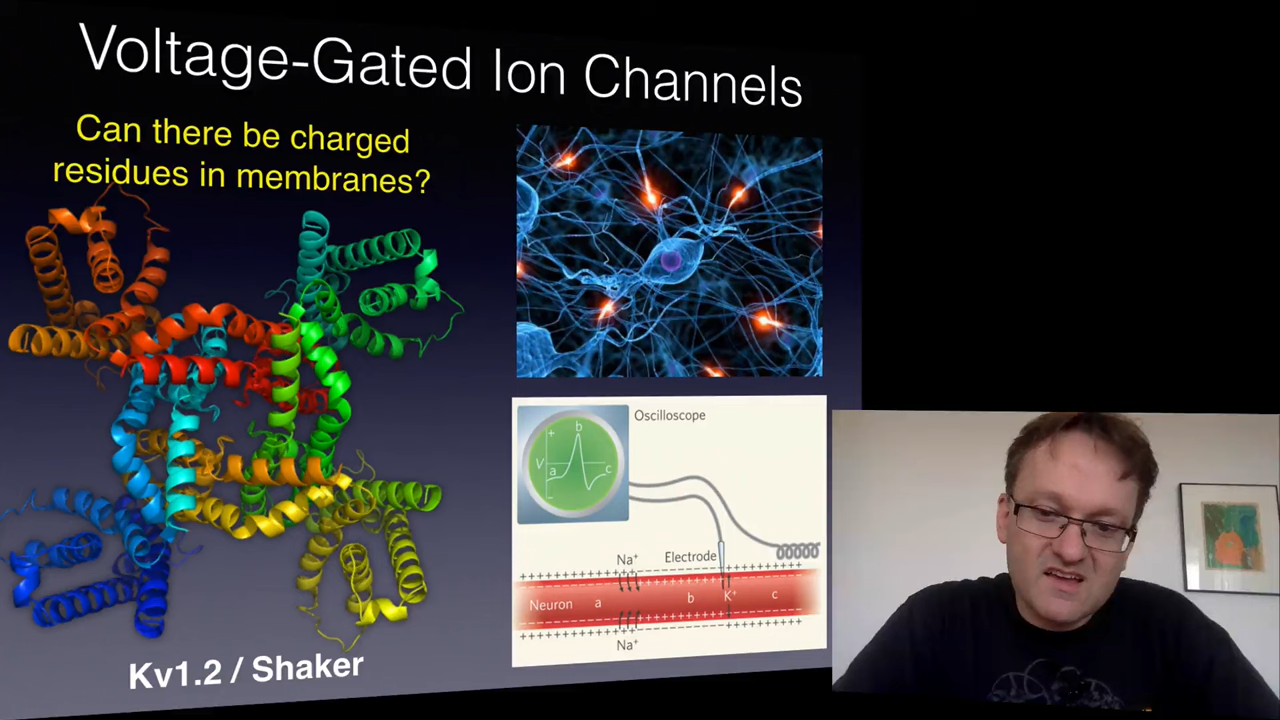 Voltage-Gated Ion Channels
Can there be charged
residues in membranes?
Kv1.2 / Shaker
Oscilloscope
+
b
V
a
c
-
Na⁺
Electrode
+++++++++++++++++++++++++++
Neuron a b K⁺ c
Na⁺